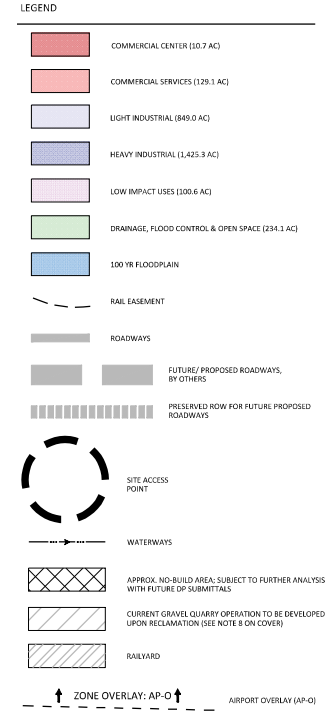 LEGEND
COMMERCIAL CENTER (10.7 AC)
COMMERCIAL SERVICES (129.1 AC)
LIGHT INDUSTRIAL (849.0 AC)
HEAVY INDUSTRIAL (1,425.3 AC)
LOW IMPACT USES (100.6 AC)
DRAINAGE, FLOOD CONTROL & OPEN SPACE (234.1 AC)
100 YR FLOODPLAIN
RAIL EASEMENT
ROADWAYS
FUTURE/ PROPOSED ROADWAYS,
BY OTHERS
PRESERVED ROW FOR FUTURE PROPOSED
ROADWAYS
SITE ACCESS
POINT
WATERWAYS
APPROX. NO-BUILD AREA; SUBJECT TO FURTHER ANALYSIS
WITH FUTURE DP SUBMITTALS
CURRENT GRAVEL QUARRY OPERATION TO BE DEVELOPED
UPON RECLAMATION (SEE NOTE 8 ON COVER)
RAILYARD
ZONE OVERLAY: AP-O
AIRPORT OVERLAY (AP-O)